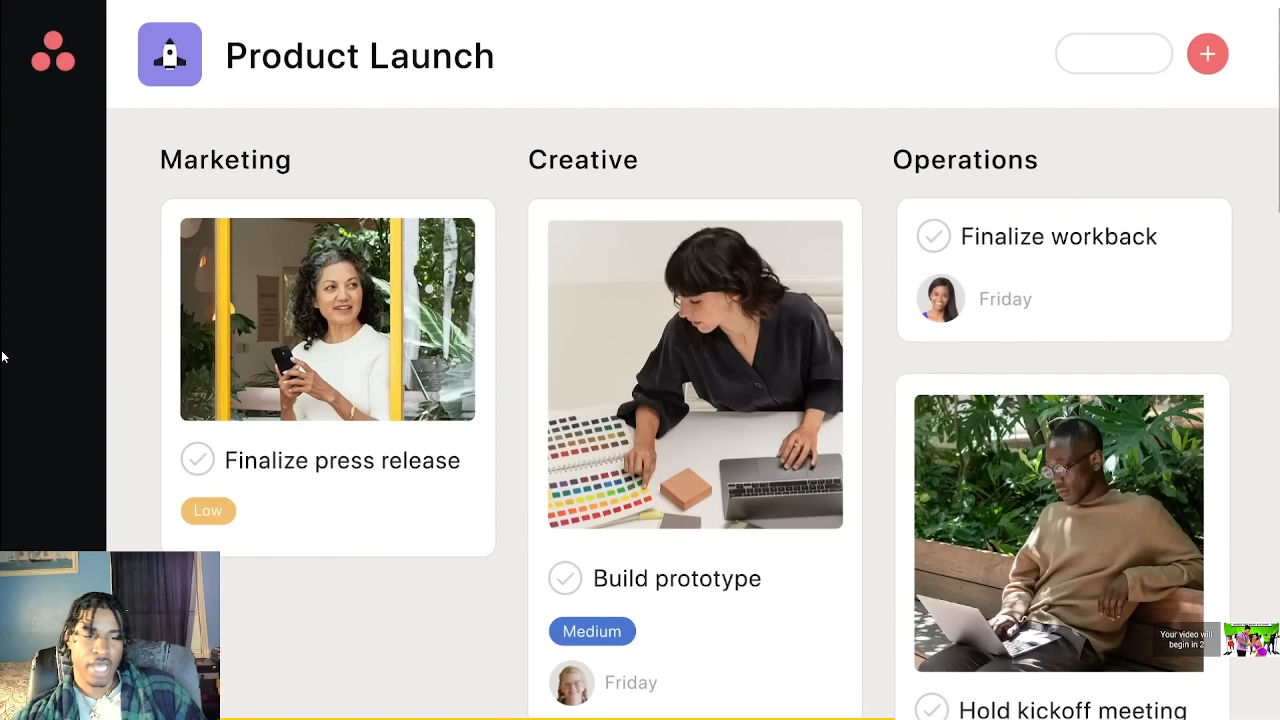 Product Launch
Marketing
Creative
Operations
Finalize press release
Low
Build prototype
Medium
Friday
Finalize workback
Friday
Hold kickoff meeting
Your video will
begin in 2